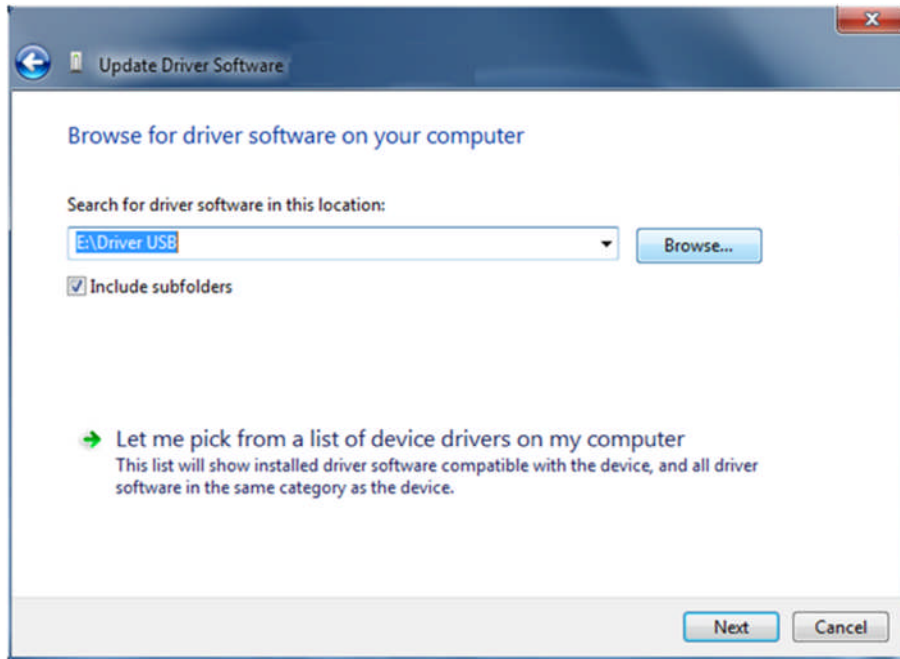 Update Driver Software
Browse for driver software on your computer
Search for driver software in this location:
E:\Driver USB
Browse...
Include subfolders
Let me pick from a list of device drivers on my computer
This list will show installed driver software compatible with the device, and all driver
software in the same category as the device.
Next
Cancel